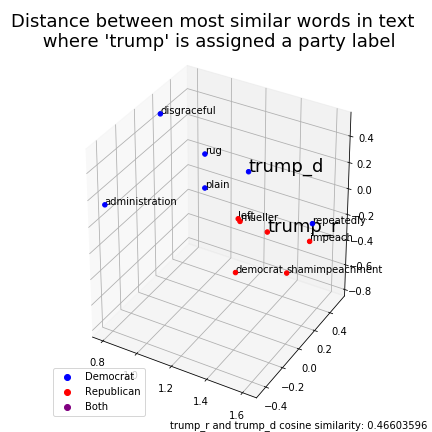 Distance between most similar words in text
where 'trump' is assigned a party label
disgraceful
rug
trump_d
plain
administration
left
mueller
repeatedly
trump_r
impeach
democrat
shamimpeachment
0.4
0.2
0.0
−0.2
−0.4
−0.6
−0.8
0.8
1.2
1.4
1.6
−0.4
−0.2
0.0
0.2
0.4
Democrat
Republican
Both
trump_r and trump_d cosine similarity: 0.46603596